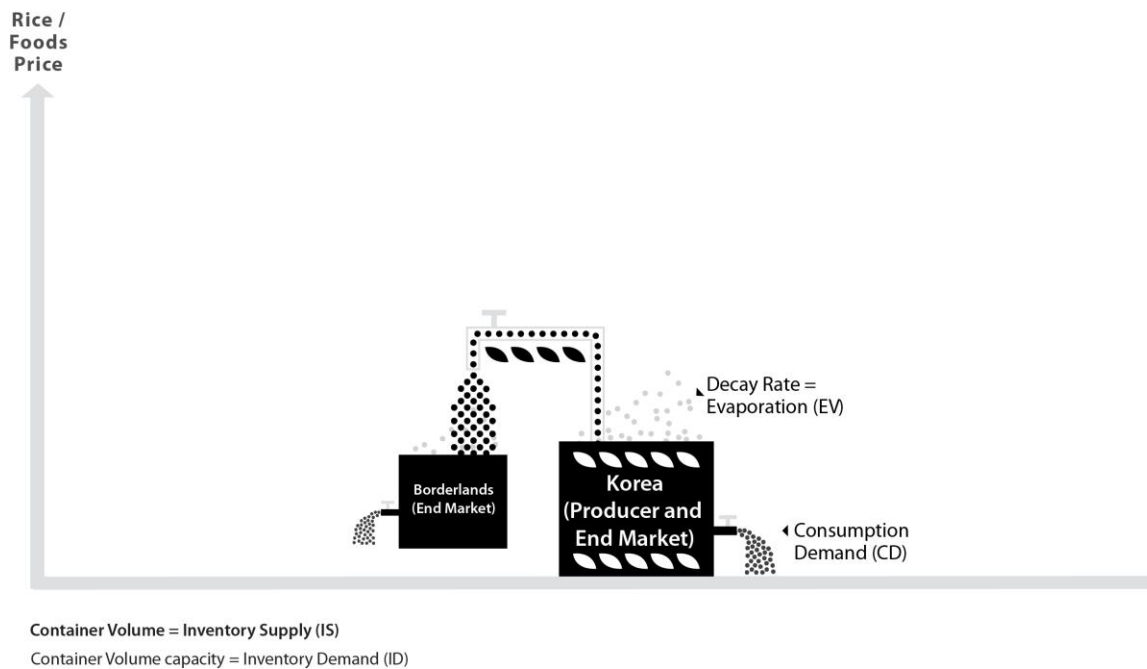 Rice /
Foods
Price
Decay Rate =
Evaporation (EV)
Borderlands
(End Market)
Korea
(Producer and
End Market)
Consumption
Demand (CD)
Container Volume = Inventory Supply (IS)
Container Volume capacity = Inventory Demand (ID)